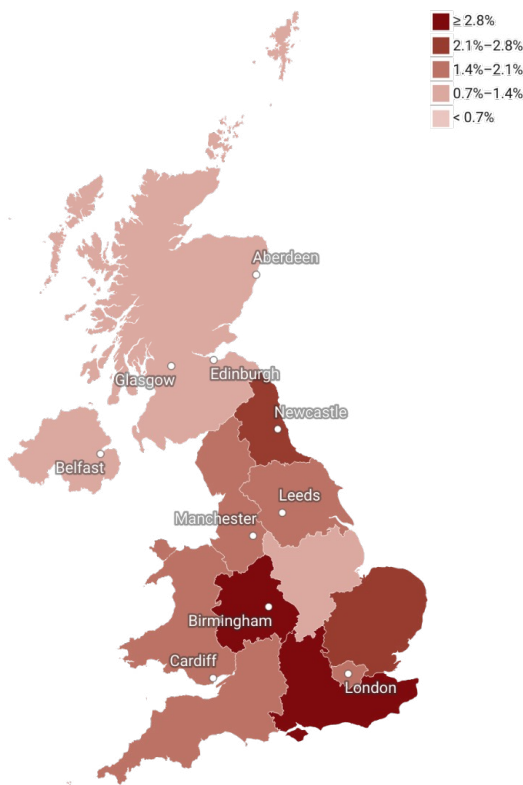 ≥ 2.8%
2.1%–2.8%
1.4%–2.1%
0.7%–1.4%
< 0.7%
Aberdeen
Edinburgh
Glasgow
Newcastle
Belfast
Leeds
Manchester
Birmingham
Cardiff
London